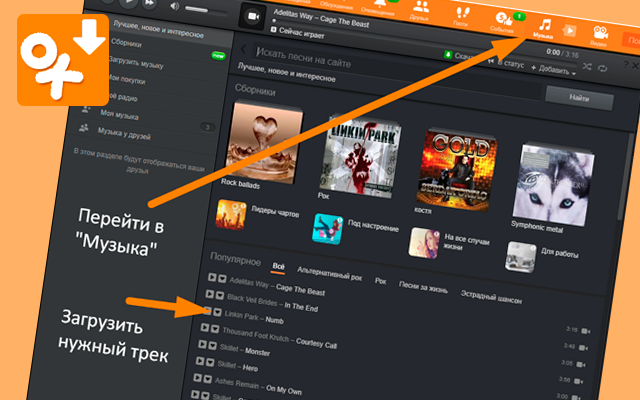 Обсуждения
Оповещения
Друзья
Гости
События
1
5
Музыка
Видео
Adelitas Way – Cage The Beast
Сейчас играет
0:00 / 3:16
Скачать
В статус
+ Добавить
Лучшее, новое и интересное
Сборники
Загрузить музыку
new
Мои покупки
Моё радио
Моя музыка
Музыка у друзей
3
В этом разделе будут отображаться ваши
друзья
Искать песни на сайте
Найти
Лучшее, новое и интересное
Сборники
LINKIN PARK
GOLD
Rock ballads
Рок
костя
Symphonic metal
Лидеры чартов
Под настроение
На все случаи
жизни
Для работы
Популярное
Всё
Альтернативный рок
Рок
Песни за жизнь
Эстрадный шансон
Adelitas Way – Cage The Beast
3:16
Black Veil Brides – In The End
3:48
Linkin Park – Numb
3:05
Thousand Foot Krutch – Courtesy Call
Skillet – Monster
Skillet – Hero
Ashes Remain – On My Own
Перейти в
"Музыка"
Загрузить
нужный трек